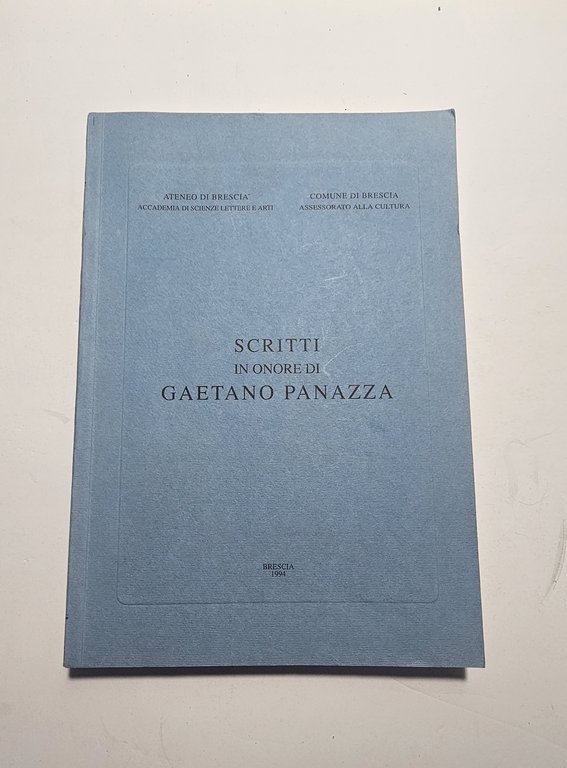 ATENEO DI BRESCIA
ACCADEMIA DI SCIENZE LETTERE E ARTI
COMUNE DI BRESCIA
ASSESSORATO ALLA CULTURA
SCRITTI
IN ONORE DI
GAETANO PANAZZA
BRESCIA
1994